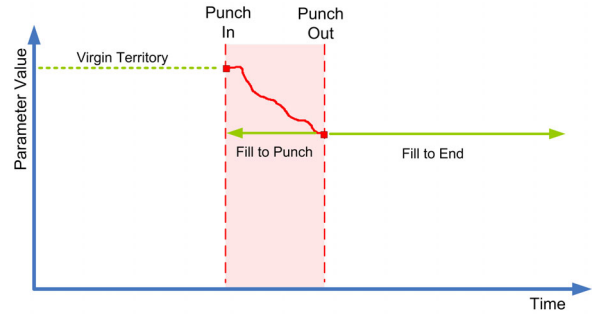 Punch
In
Punch
Out
Virgin Territory
Parameter Value
Fill to Punch
Fill to End
Time